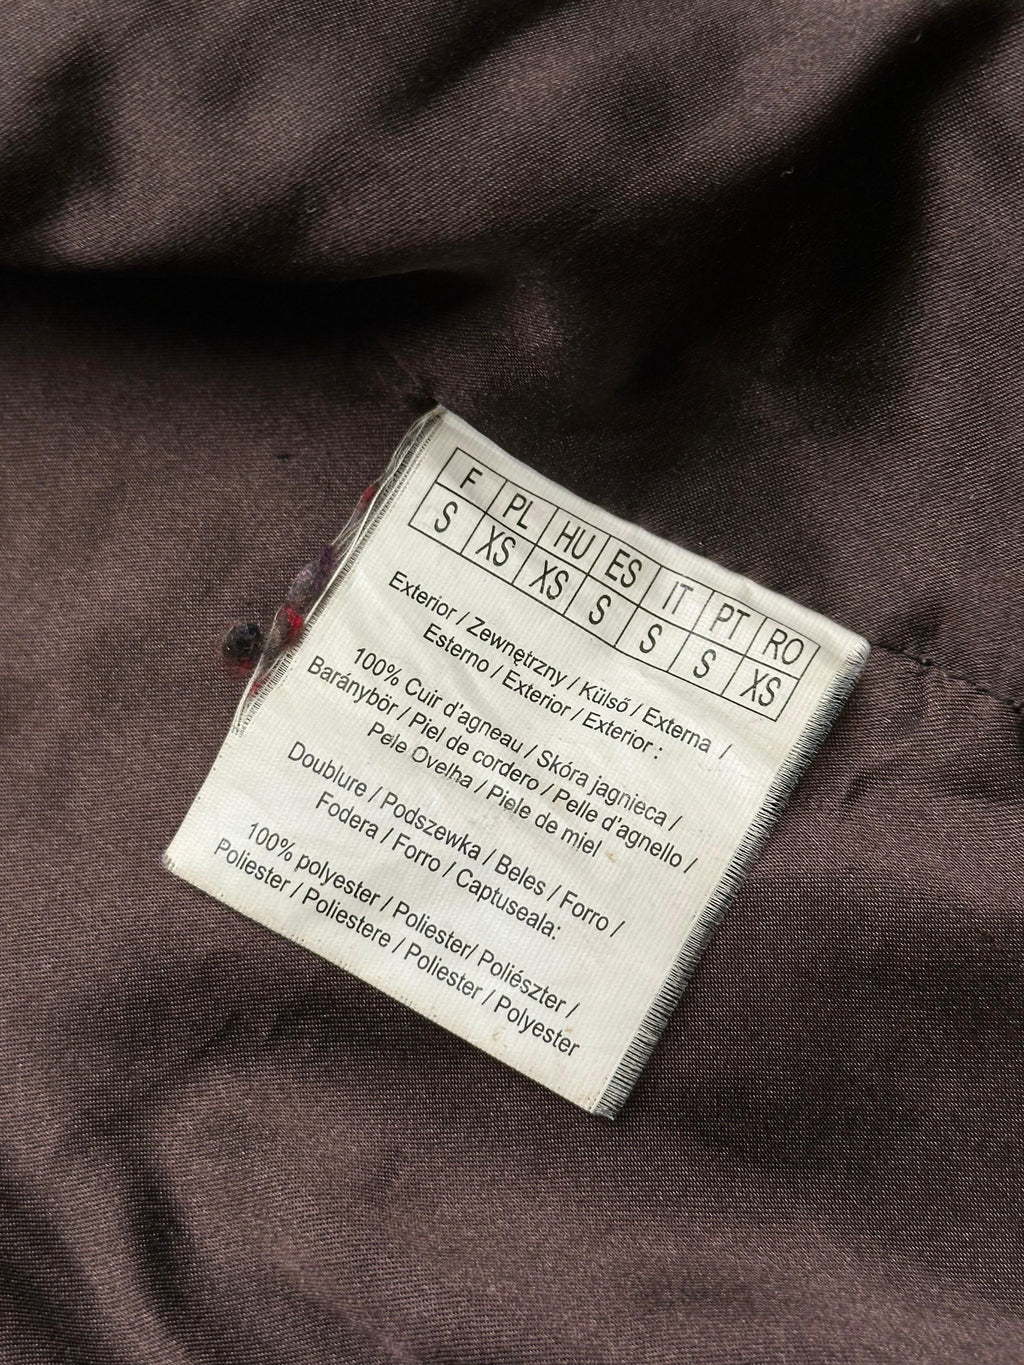 F PL HU ES IT PT RO
S XS XS S S S XS
Exterior / Zewnętrzny / Külső / Externa /
Esterno / Exterior / Exterior :
100% Cuir d'agneau / Skóra jagnieca /
Baránybör / Piel de cordero / Pelle d'agnello /
Pele Ovelha / Piele de miel
Doublure / Podszewka / Beles / Forro /
Fodera / Forro / Captuseala:
100% polyester / Poliester/ Poliészter /
Poliester / Poliestere / Poliester / Polyester